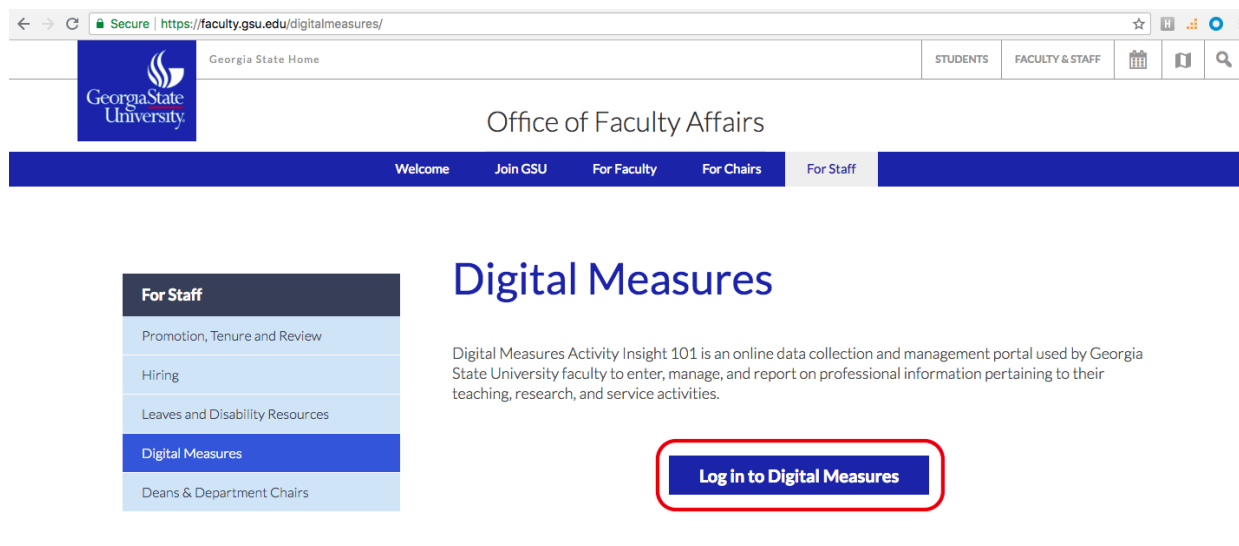 Secure | https://faculty.gsu.edu/digitalmeasures/
H
Georgia State Home
STUDENTS
FACULTY & STAFF
GeorgiaState
University.
Office of Faculty Affairs
Welcome
Join GSU
For Faculty
For Chairs
For Staff
For Staff
Promotion, Tenure and Review
Hiring
Leaves and Disability Resources
Digital Measures
Deans & Department Chairs
Digital Measures
Digital Measures Activity Insight 101 is an online data collection and management portal used by Georgia
State University faculty to enter, manage, and report on professional information pertaining to their
teaching, research, and service activities.
Log in to Digital Measures